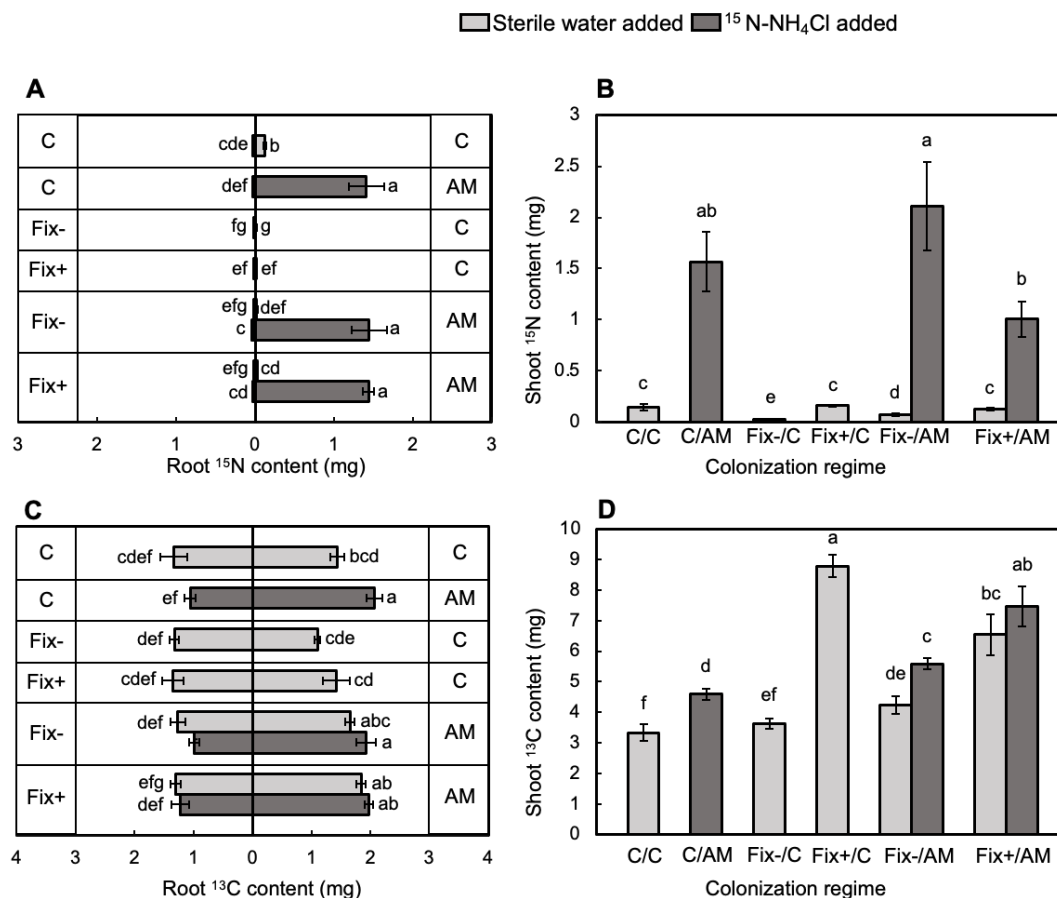 Sterile water added ¹⁵N-NH₄Cl added
A
C cde b C
C def a AM
Fix- fg g C
Fix+ ef ef C
efg def
Fix- c a AM
efg cd
Fix+ cd a AM
3 2 1 0 1 2 3
Root ¹⁵N content (mg)
B
Shoot ¹⁵N content (mg)
3
2.5
2
1.5
1
0.5
0
c ab e c d a c b
C/C C/AM Fix-/C Fix+/C Fix-/AM Fix+/AM
Colonization regime
C
C cdef bcd C
C ef a AM
Fix- def cde C
Fix+ cdef cd C
def abc
Fix- a AM
efg ab
Fix+ def ab AM
4 3 2 1 0 1 2 3 4
Root ¹³C content (mg)
D
Shoot ¹³C content (mg)
10
9
8
7
6
5
4
3
2
1
0
f d ef a de c bc ab
C/C C/AM Fix-/C Fix+/C Fix-/AM Fix+/AM
Colonization regime